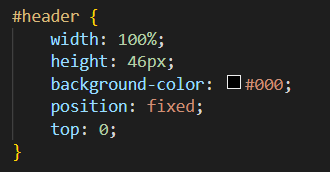 #header {
    width: 100%;
    height: 46px;
    background-color: #000;
    position: fixed;
    top: 0;
}